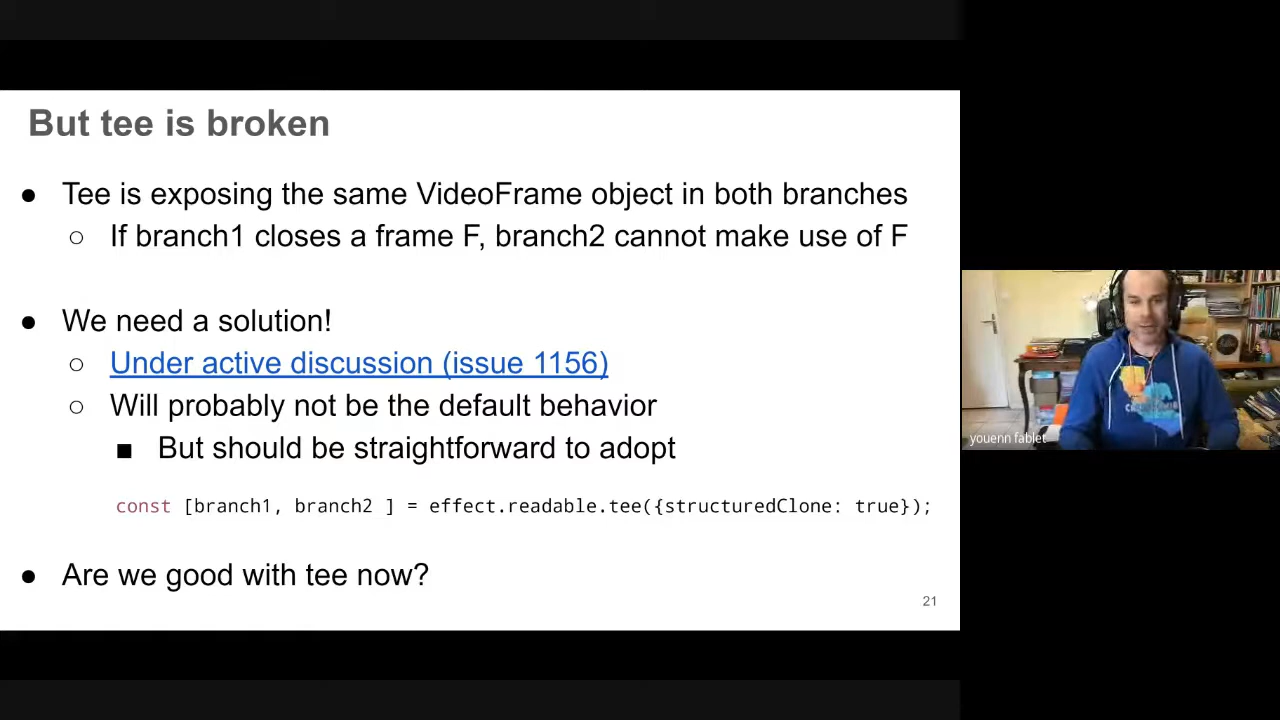 But tee is broken
● Tee is exposing the same VideoFrame object in both branches
○ If branch1 closes a frame F, branch2 cannot make use of F
● We need a solution!
○ Under active discussion (issue 1156)
○ Will probably not be the default behavior
■ But should be straightforward to adopt
const [branch1, branch2 ] = effect.readable.tee({structuredClone: true});
● Are we good with tee now?
21
youenn fablet